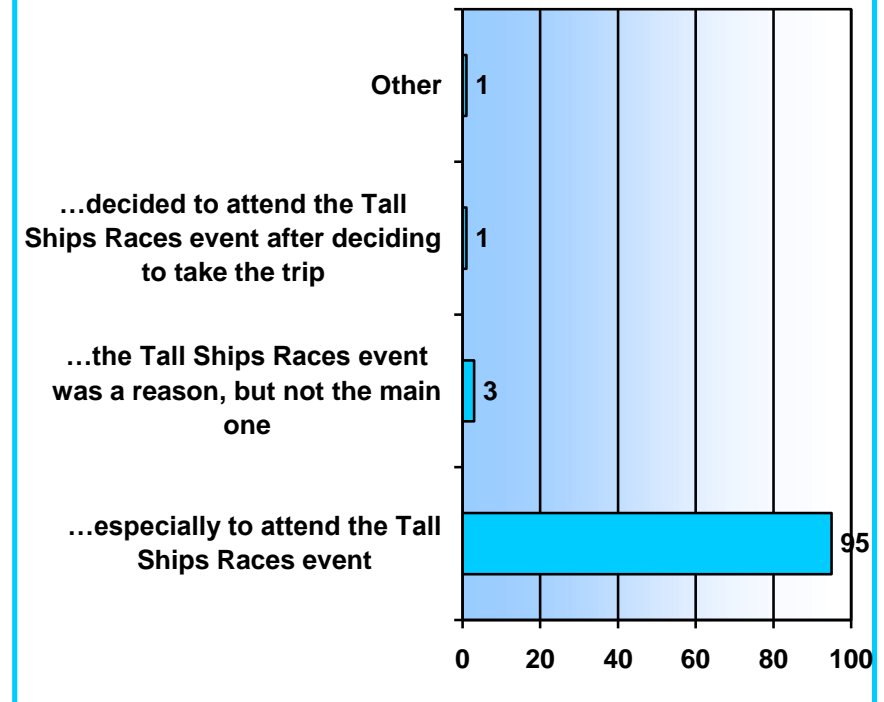 Other
1
…decided to attend the Tall
Ships Races event after deciding
to take the trip
1
…the Tall Ships Races event
was a reason, but not the main
one
3
…especially to attend the Tall
Ships Races event
95
0 20 40 60 80 100